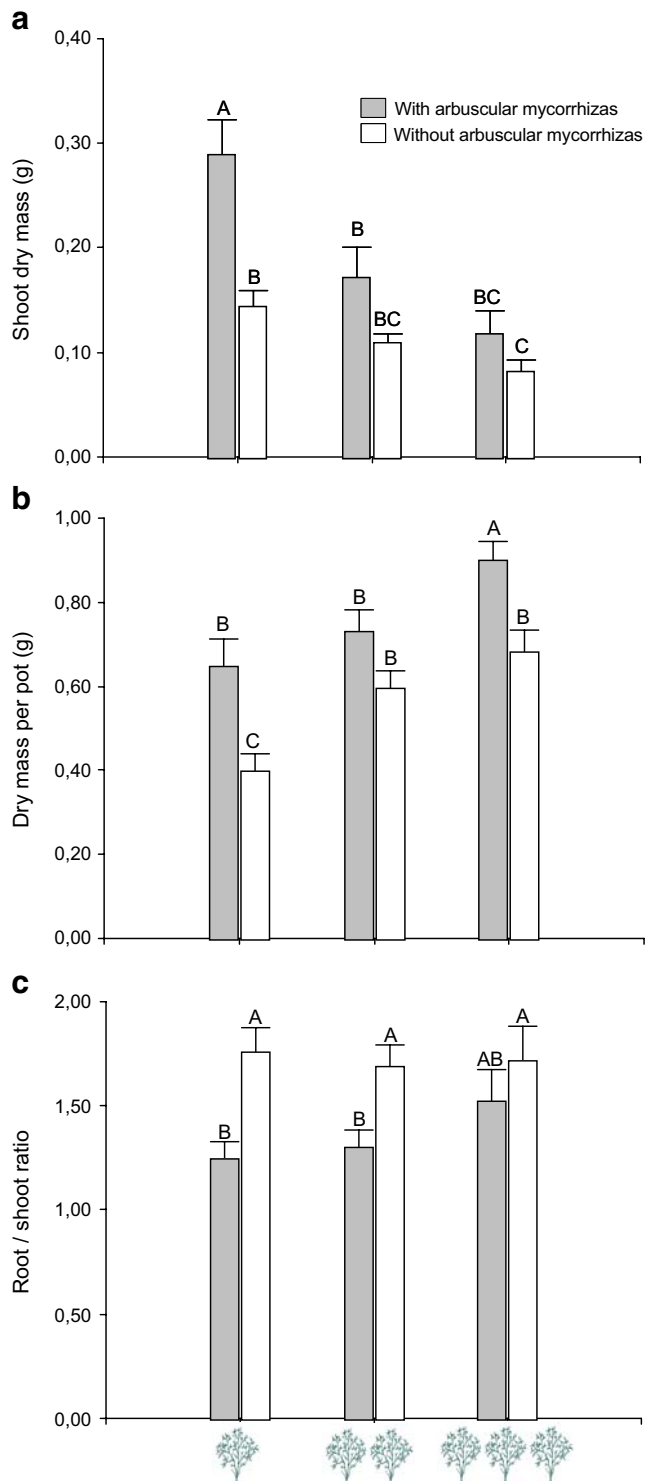 a
0,40
0,30
0,20
0,10
0,00
Shoot dry mass (g)
With arbuscular mycorrhizas
Without arbuscular mycorrhizas
A
B
B
BC
BC
C
b
1,00
0,80
0,60
0,40
0,20
0,00
Dry mass per pot (g)
B
C
B
B
A
B
c
2,00
1,50
1,00
0,50
0,00
Root / shoot ratio
B
A
B
A
AB
A